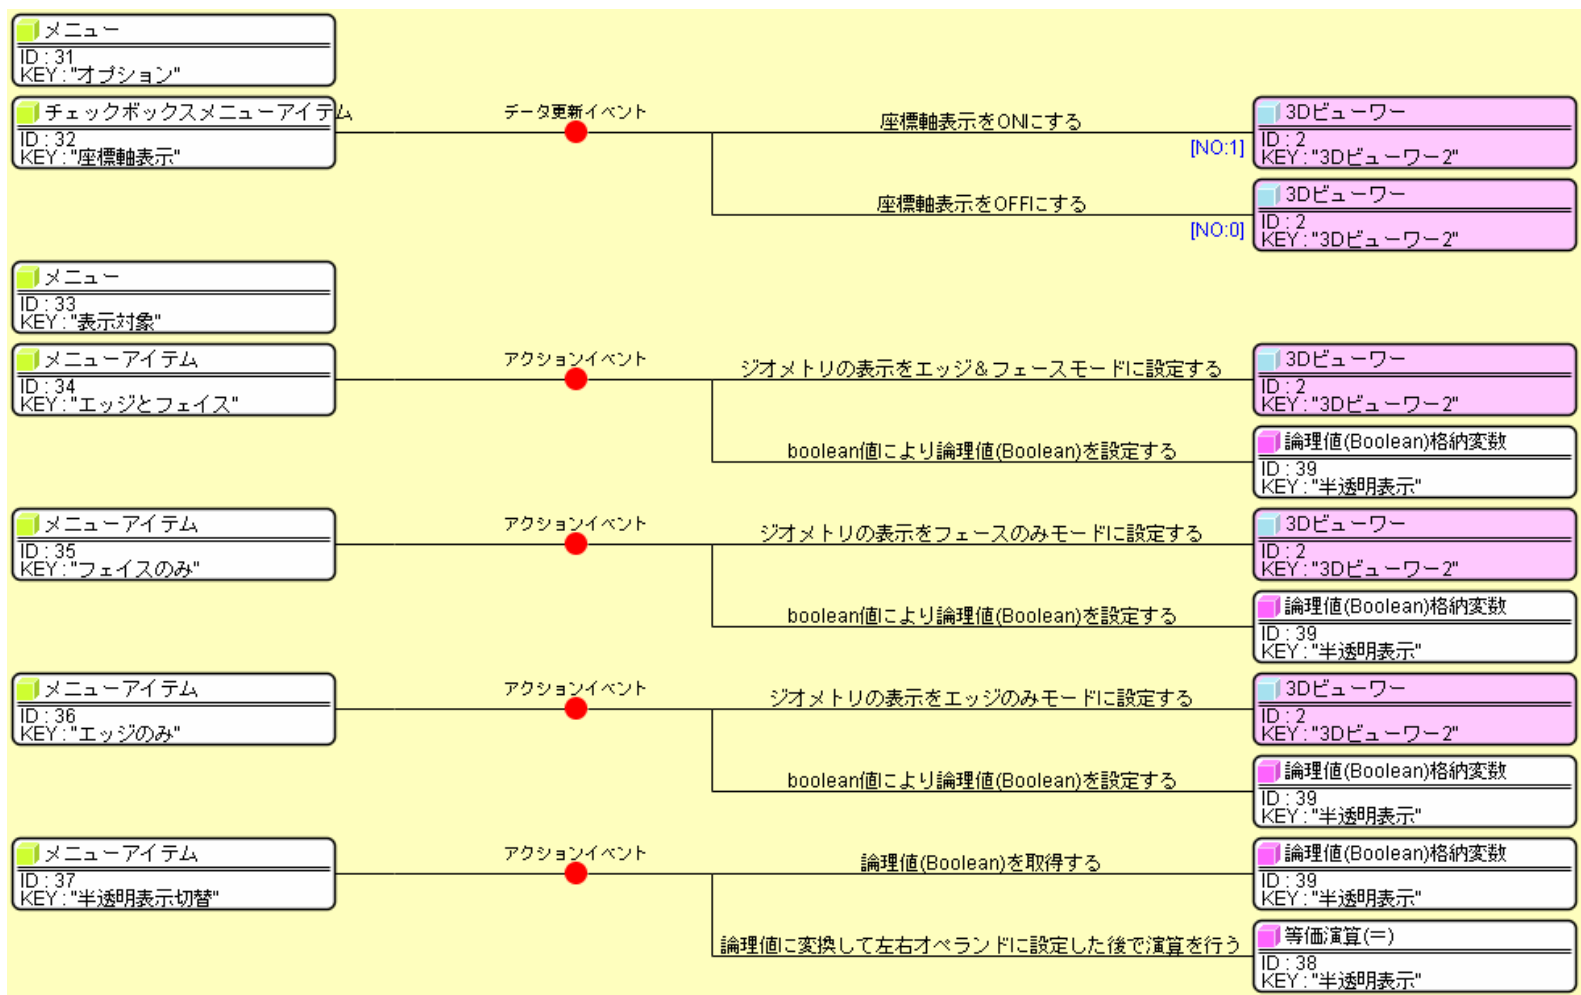 メニュー
ID : 31
KEY : "オプション"
チェックボックスメニューアイテム
ID : 32
KEY : "座標軸表示"
データ更新イベント
座標軸表示をONにする
[NO:1]
3Dビューワー
ID : 2
KEY : "3Dビューワー2"
座標軸表示をOFFにする
[NO:0]
3Dビューワー
ID : 2
KEY : "3Dビューワー2"
メニュー
ID : 33
KEY : "表示対象"
メニューアイテム
ID : 34
KEY : "エッジとフェイス"
アクションイベント
ジオメトリの表示をエッジ＆フェースモードに設定する
3Dビューワー
ID : 2
KEY : "3Dビューワー2"
boolean値により論理値(Boolean)を設定する
論理値(Boolean)格納変数
ID : 39
KEY : "半透明表示"
メニューアイテム
ID : 35
KEY : "フェイスのみ"
アクションイベント
ジオメトリの表示をフェースのみモードに設定する
3Dビューワー
ID : 2
KEY : "3Dビューワー2"
boolean値により論理値(Boolean)を設定する
論理値(Boolean)格納変数
ID : 39
KEY : "半透明表示"
メニューアイテム
ID : 36
KEY : "エッジのみ"
アクションイベント
ジオメトリの表示をエッジのみモードに設定する
3Dビューワー
ID : 2
KEY : "3Dビューワー2"
boolean値により論理値(Boolean)を設定する
論理値(Boolean)格納変数
ID : 39
KEY : "半透明表示"
メニューアイテム
ID : 37
KEY : "半透明表示切替"
アクションイベント
論理値(Boolean)を取得する
論理値(Boolean)格納変数
ID : 39
KEY : "半透明表示"
論理値に変換して左右オペランドに設定した後で演算を行う
等価演算(＝)
ID : 38
KEY : "半透明表示"